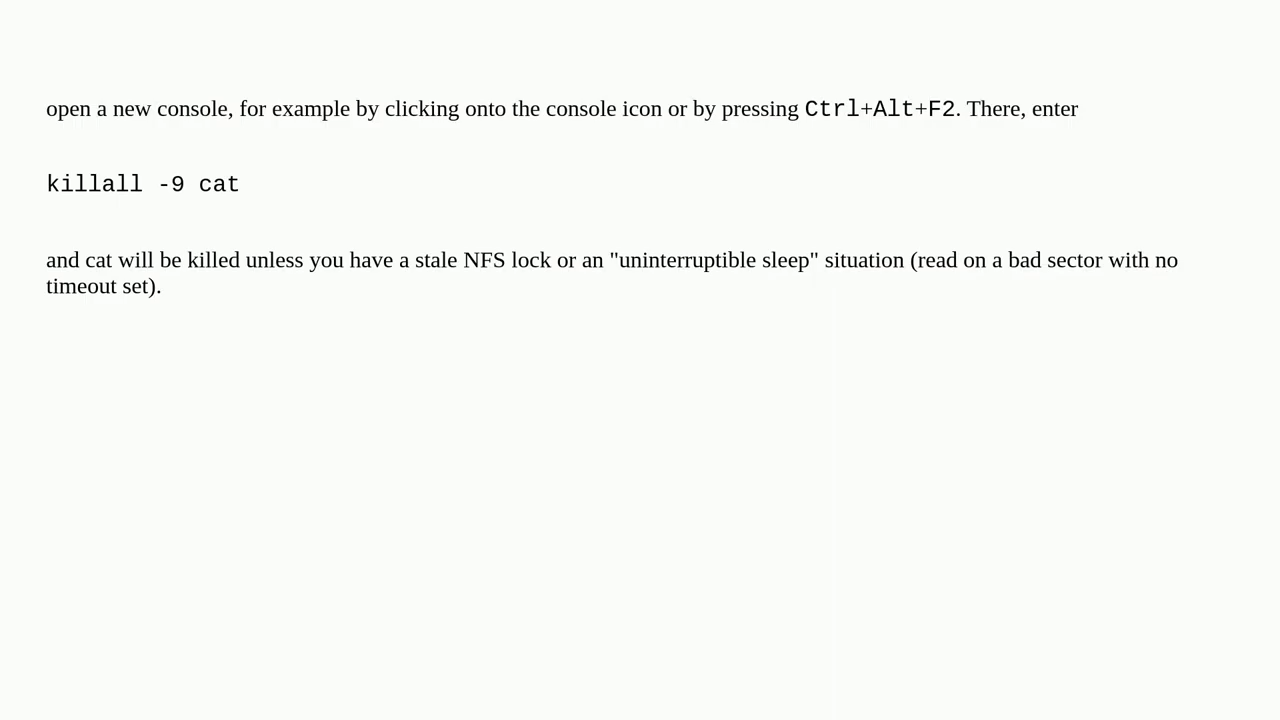 open a new console, for example by clicking onto the console icon or by pressing Ctrl+Alt+F2. There, enter
killall -9 cat
and cat will be killed unless you have a stale NFS lock or an "uninterruptible sleep" situation (read on a bad sector with no
timeout set).